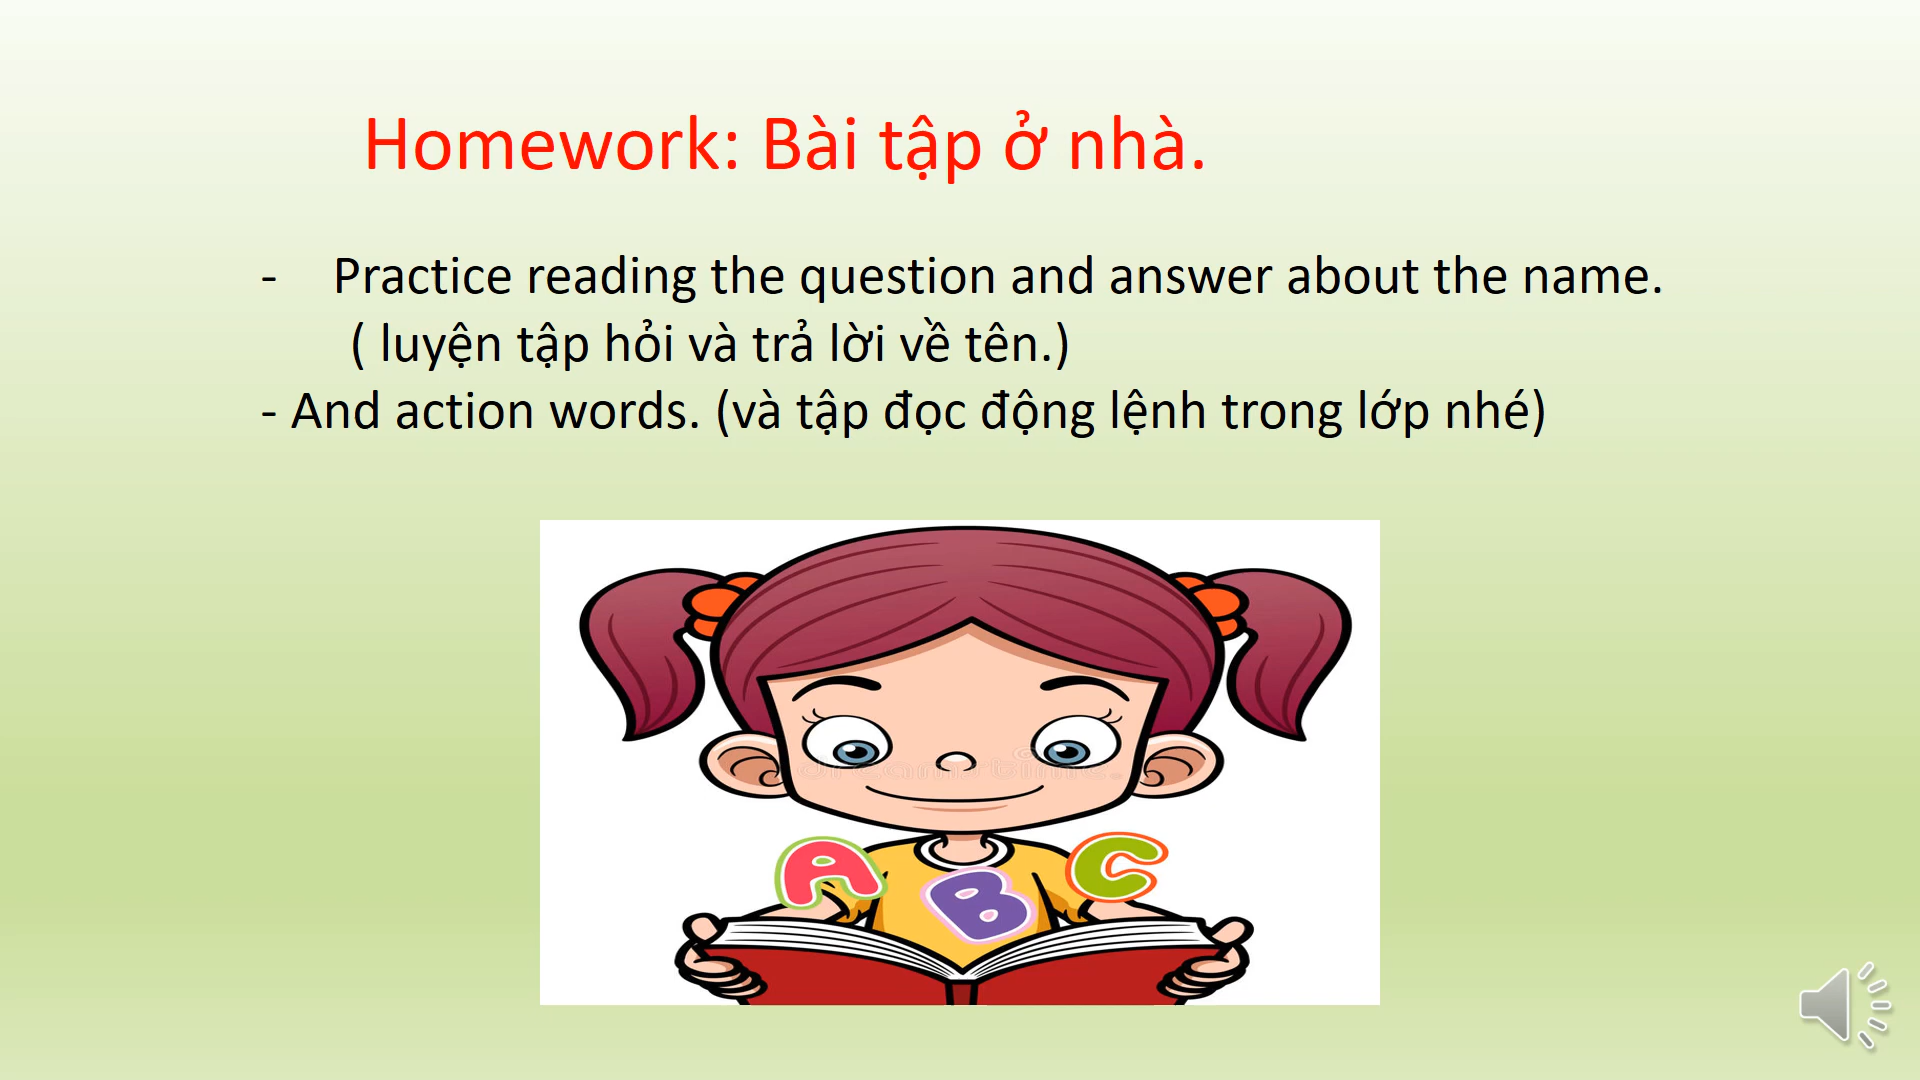 Homework: Bài tập ở nhà.
- Practice reading the question and answer about the name.
( luyện tập hỏi và trả lời về tên.)
- And action words. (và tập đọc động lệnh trong lớp nhé)
A B C